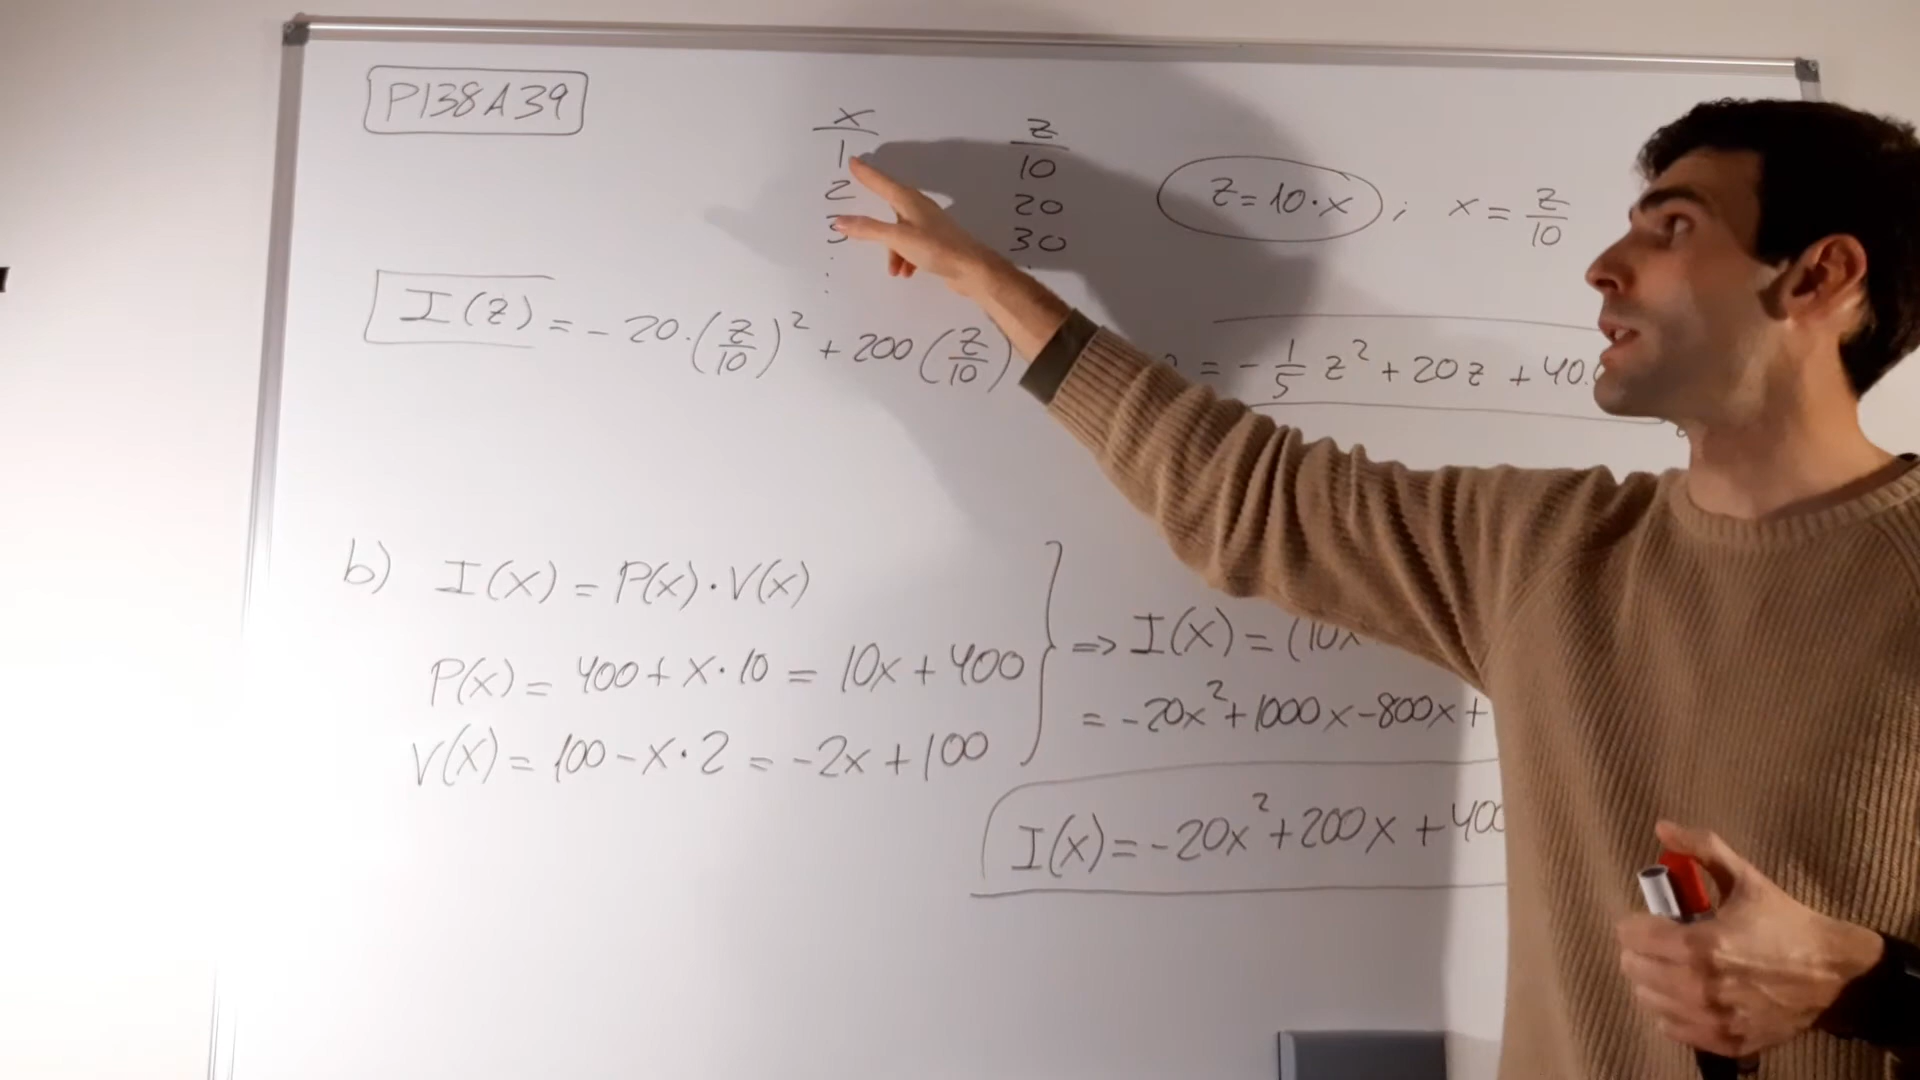 P138A39
x z
1 10
2 20
3 30
z = 10·x ; x = z/10
I(z) = -20·(z/10)² + 200(z/10)
= -1/5 z² + 20z + 40.
b) I(x) = P(x)·V(x)
P(x) = 400 + x·10 = 10x + 400
V(x) = 100 - x·2 = -2x + 100
⇒ I(x) = (10x
= -20x² + 1000x - 800x +
I(x) = -20x² + 200x + 400